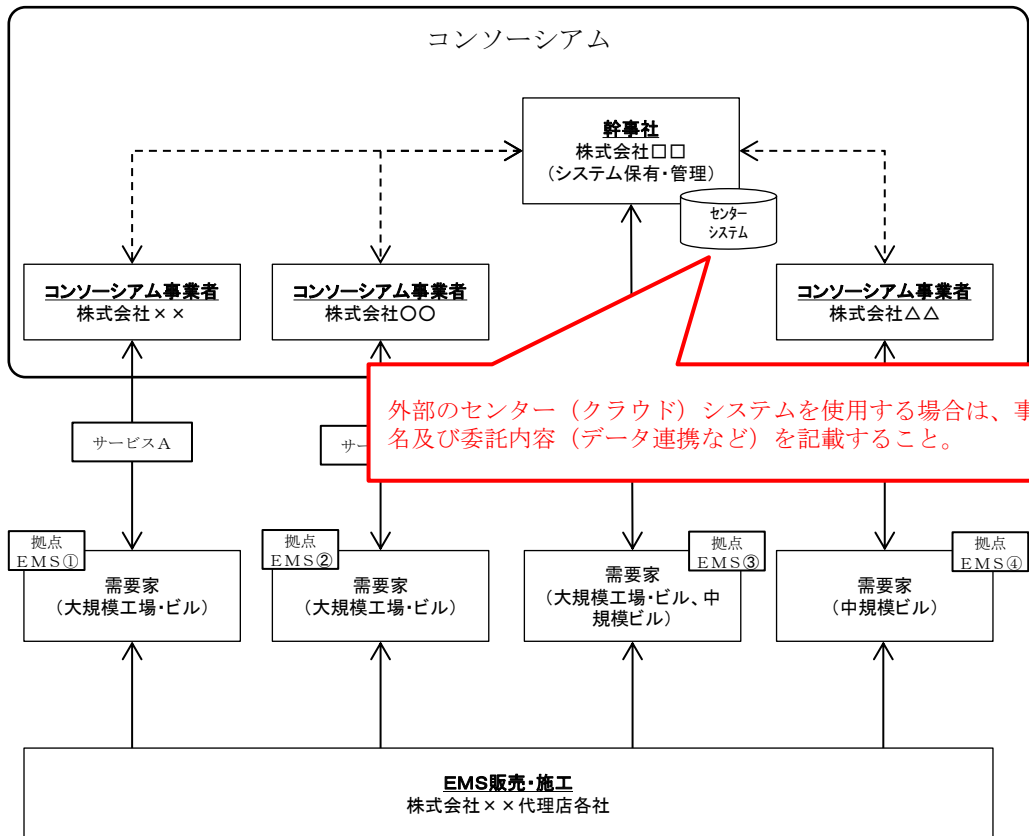 コンソーシアム
幹事社
株式会社□□
（システム保有・管理）
センター
システム
コンソーシアム事業者
株式会社××
コンソーシアム事業者
株式会社〇〇
コンソーシアム事業者
株式会社△△
外部のセンター（クラウド）システムを使用する場合は、事
名及び委託内容（データ連携など）を記載すること。
サービスA
サー
拠点
EMS①
需要家
（大規模工場・ビル）
拠点
EMS②
需要家
（大規模工場・ビル）
拠点
EMS③
需要家
（大規模工場・ビル、中
規模ビル）
拠点
EMS④
需要家
（中規模ビル）
EMS販売・施工
株式会社××代理店各社